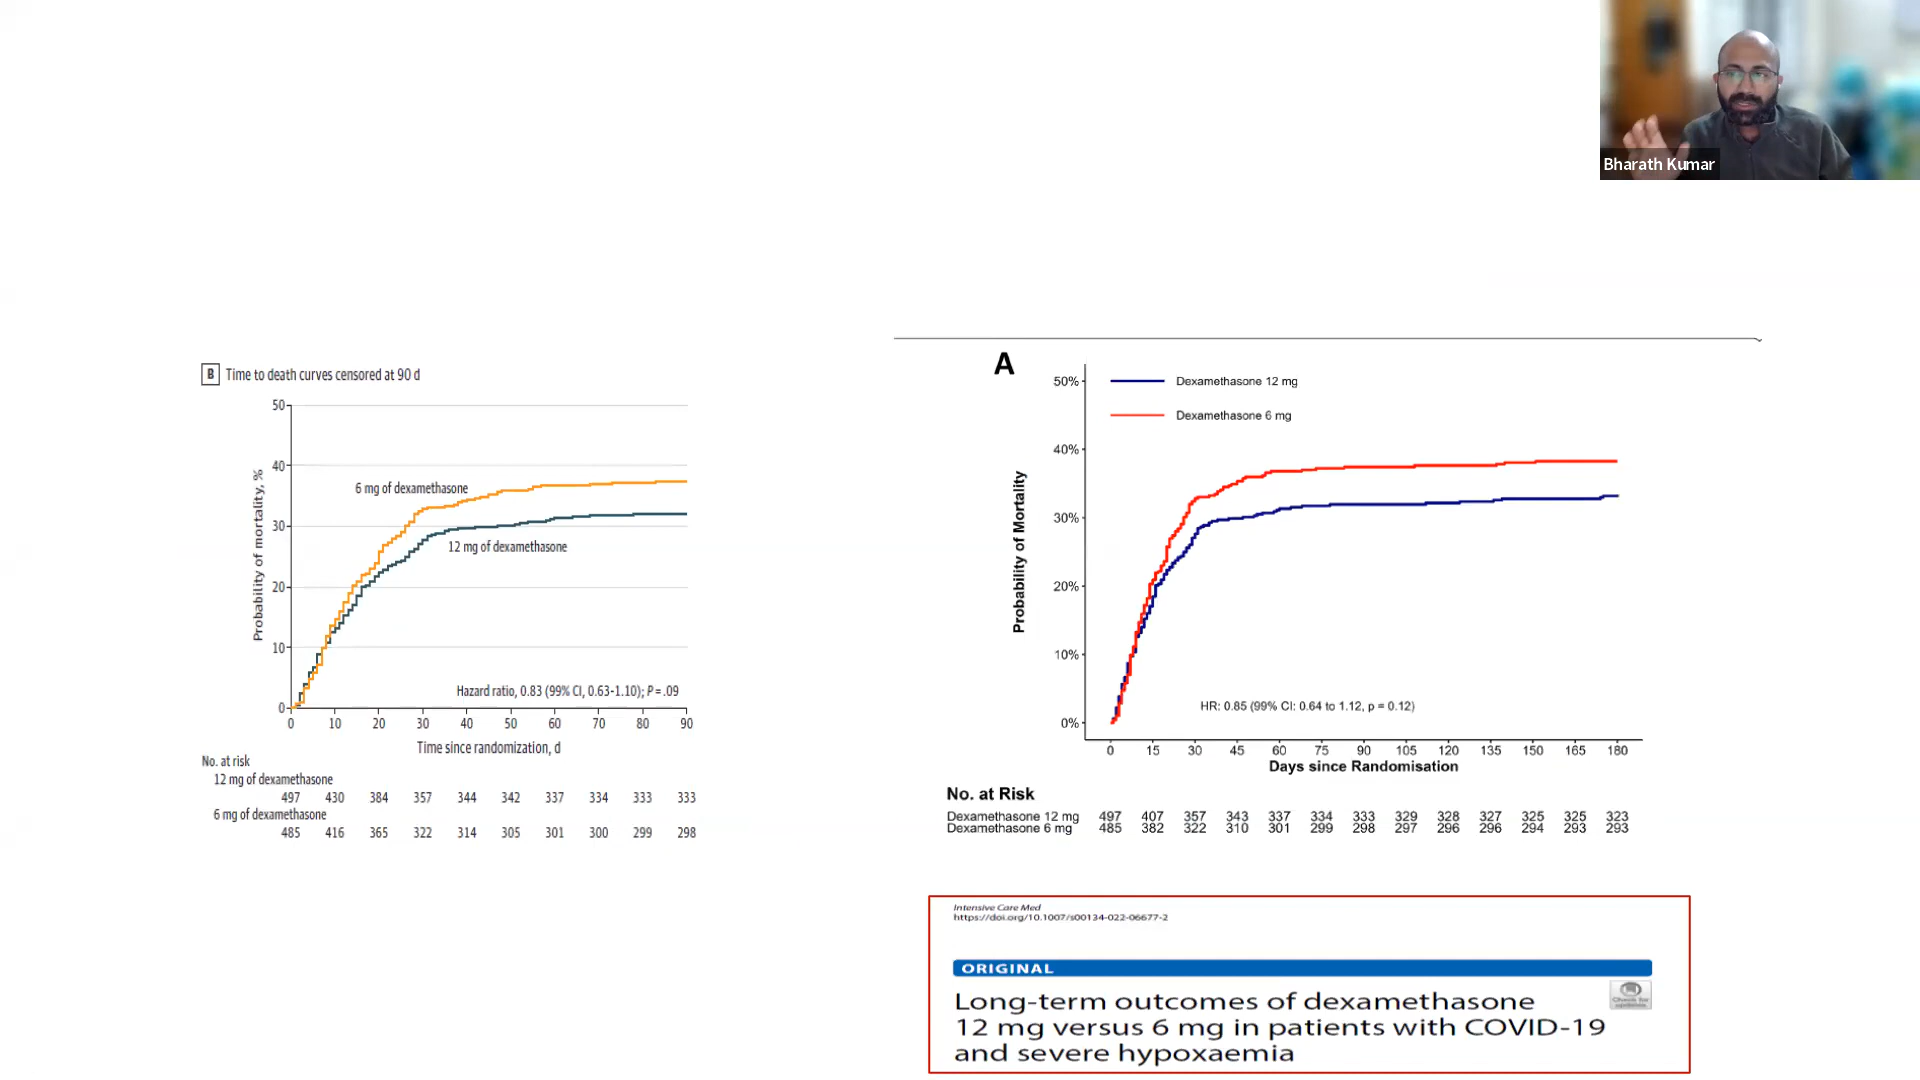 Bharath Kumar
B Time to death curves censored at 90 d
Probability of mortality, %
50
40
30
20
10
0
6 mg of dexamethasone
12 mg of dexamethasone
Hazard ratio, 0.83 (99% CI, 0.63-1.10); P = .09
0 10 20 30 40 50 60 70 80 90
Time since randomization, d
No. at risk
12 mg of dexamethasone
497 430 384 357 344 342 337 334 333 333
6 mg of dexamethasone
485 416 365 322 314 305 301 300 299 298
A
Probability of Mortality
50%
40%
30%
20%
10%
0%
Dexamethasone 12 mg
Dexamethasone 6 mg
HR: 0.85 (99% CI: 0.64 to 1.12, p = 0.12)
0 15 30 45 60 75 90 105 120 135 150 165 180
Days since Randomisation
No. at Risk
Dexamethasone 12 mg 497 407 357 343 337 334 333 329 328 327 325 325 323
Dexamethasone 6 mg 485 382 322 310 301 299 298 297 296 296 294 293 293
Intensive Care Med
https://doi.org/10.1007/s00134-022-06677-2
ORIGINAL
Check for
updates
Long-term outcomes of dexamethasone
12 mg versus 6 mg in patients with COVID-19
and severe hypoxaemia